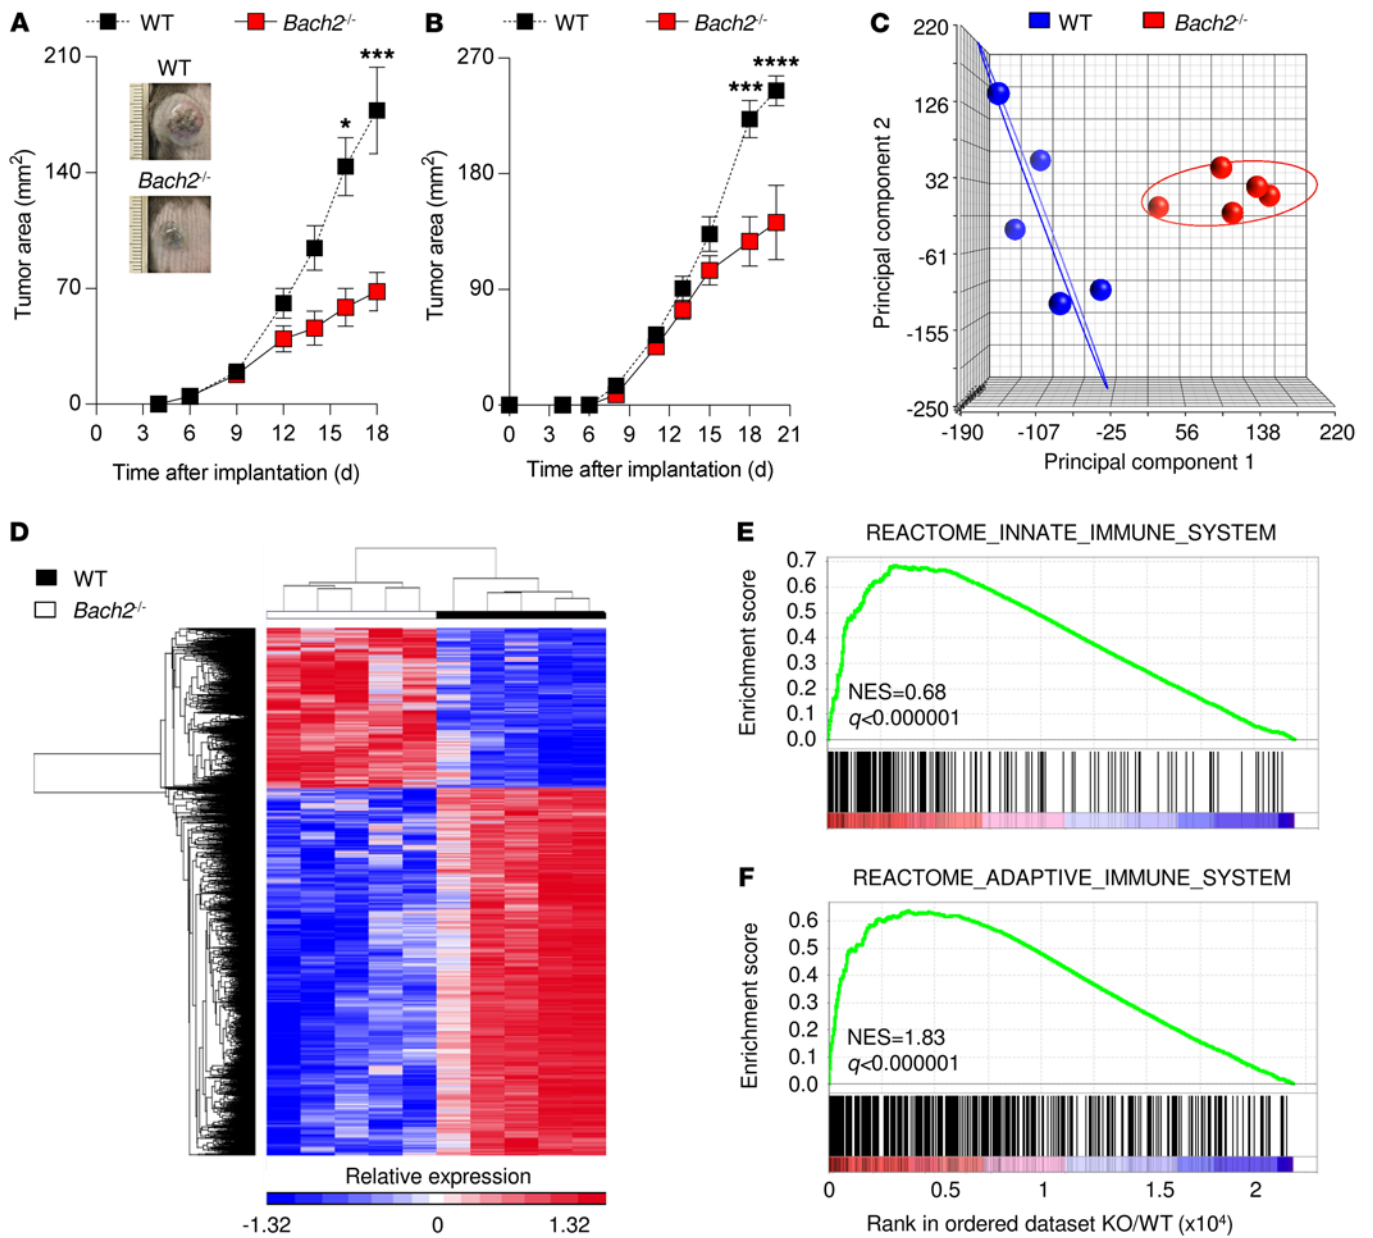 A
WT
Bach2-/-
Tumor area (mm2)
210
140
70
0
0 3 6 9 12 15 18
Time after implantation (d)
WT
Bach2-/-
*
***
B
WT
Bach2-/-
Tumor area (mm2)
270
180
90
0
0 3 6 9 12 15 18 21
Time after implantation (d)
***
****
C
WT
Bach2-/-
Principal component 2
220
126
32
-61
-155
-250
-190 -107 -25 56 138 220
Principal component 1
D
WT
Bach2-/-
Relative expression
-1.32 0 1.32
E
REACTOME_INNATE_IMMUNE_SYSTEM
Enrichment score
0.7
0.6
0.5
0.4
0.3
0.2
0.1
0.0
NES=0.68
q<0.000001
F
REACTOME_ADAPTIVE_IMMUNE_SYSTEM
Enrichment score
0.6
0.5
0.4
0.3
0.2
0.1
0.0
NES=1.83
q<0.000001
0 0.5 1 1.5 2
Rank in ordered dataset KO/WT (x10⁴)